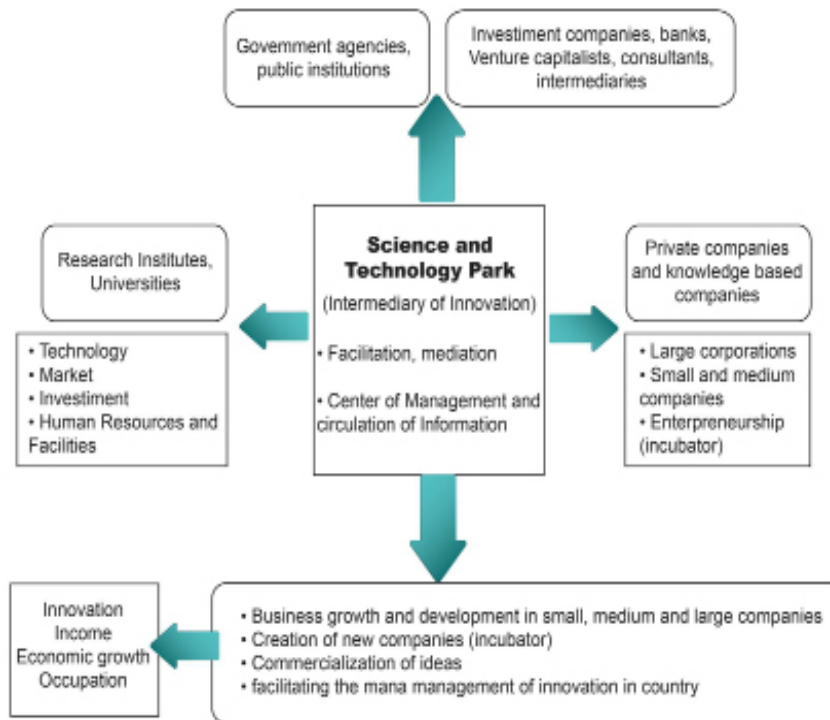 Government agencies,
public institutions
Investiment companies, banks,
Venture capitalists, consultants,
intermediaries
Research Institutes,
Universities
• Technology
• Market
• Investiment
• Human Resources and
Facilities
Science and
Technology Park
(Intermediary of Innovation)
• Facilitation, mediation
• Center of Management and
circulation of Information
Private companies
and knowledge based
companies
• Large corporations
• Small and medium
companies
• Enterpreneurship
(incubator)
Innovation
Income
Economic growth
Occupation
• Business growth and development in small, medium and large companies
• Creation of new companies (incubator)
• Commercialization of ideas
• facilitating the mana management of innovation in country